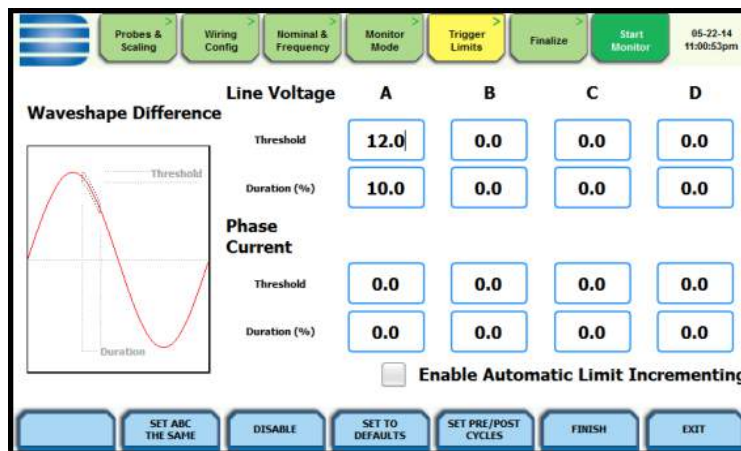 Probes & Scaling
Wiring Config
Nominal & Frequency
Monitor Mode
Trigger Limits
Finalize
Start Monitor
05-22-14
11:00:53pm
Waveshape Difference
Line Voltage A B C D
Threshold 12.0 0.0 0.0 0.0
Duration (%) 10.0 0.0 0.0 0.0
Threshold
Duration
Phase
Current
Threshold 0.0 0.0 0.0 0.0
Duration (%) 0.0 0.0 0.0 0.0
Enable Automatic Limit Incrementing
SET ABC THE SAME
DISABLE
SET TO DEFAULTS
SET PRE/POST CYCLES
FINISH
EXIT